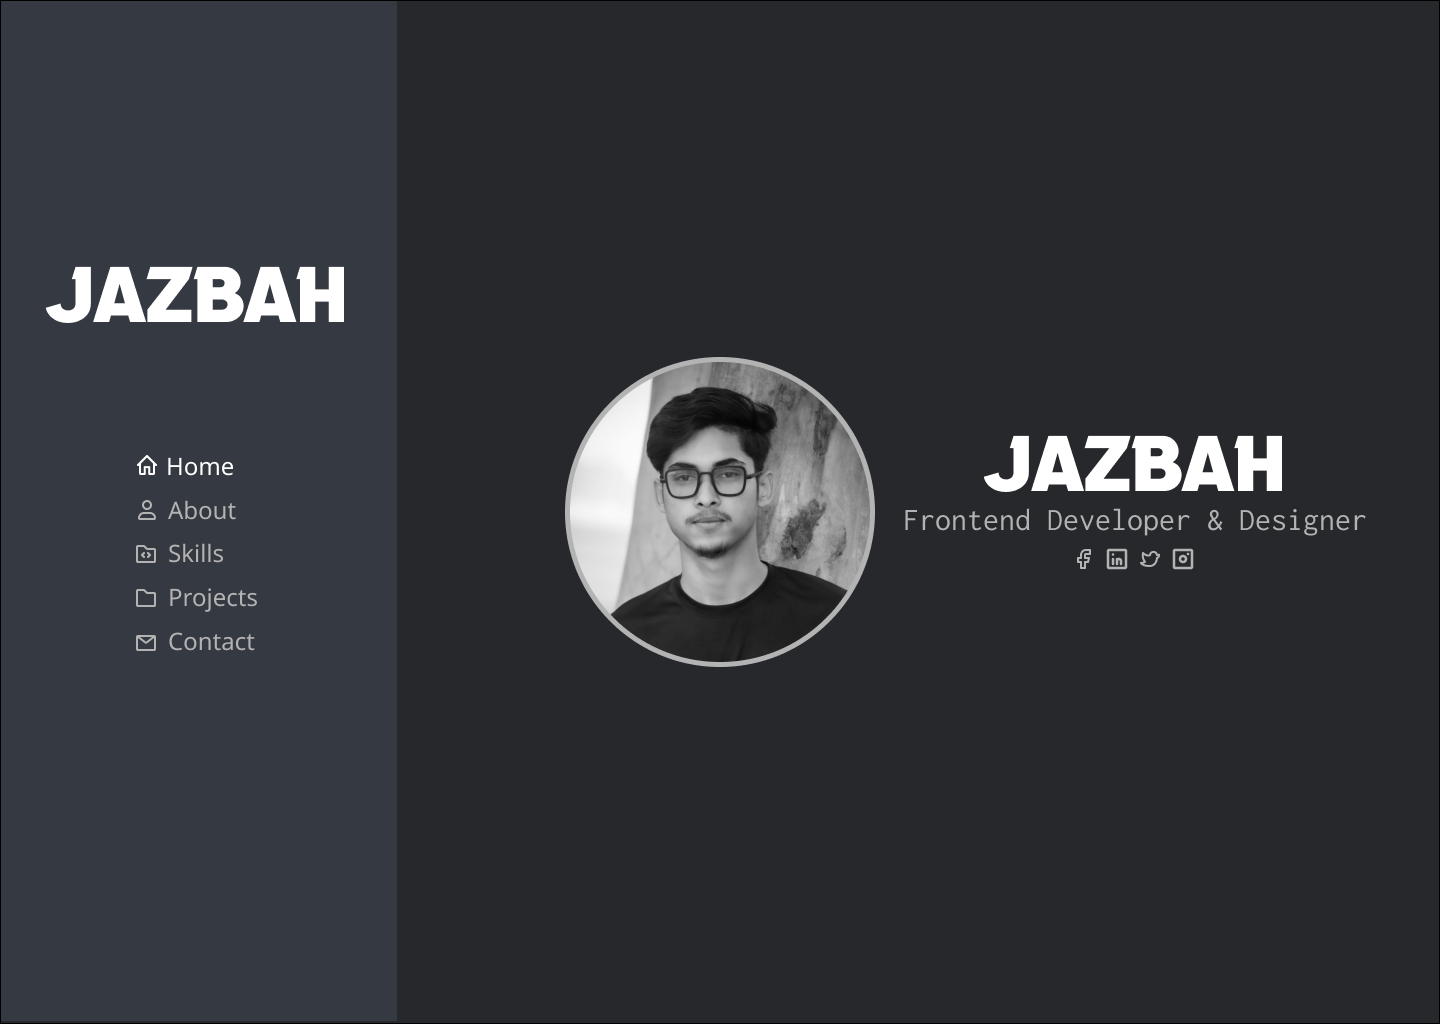 JAZBAH
Home
About
Skills
Projects
Contact
JAZBAH
Frontend Developer & Designer